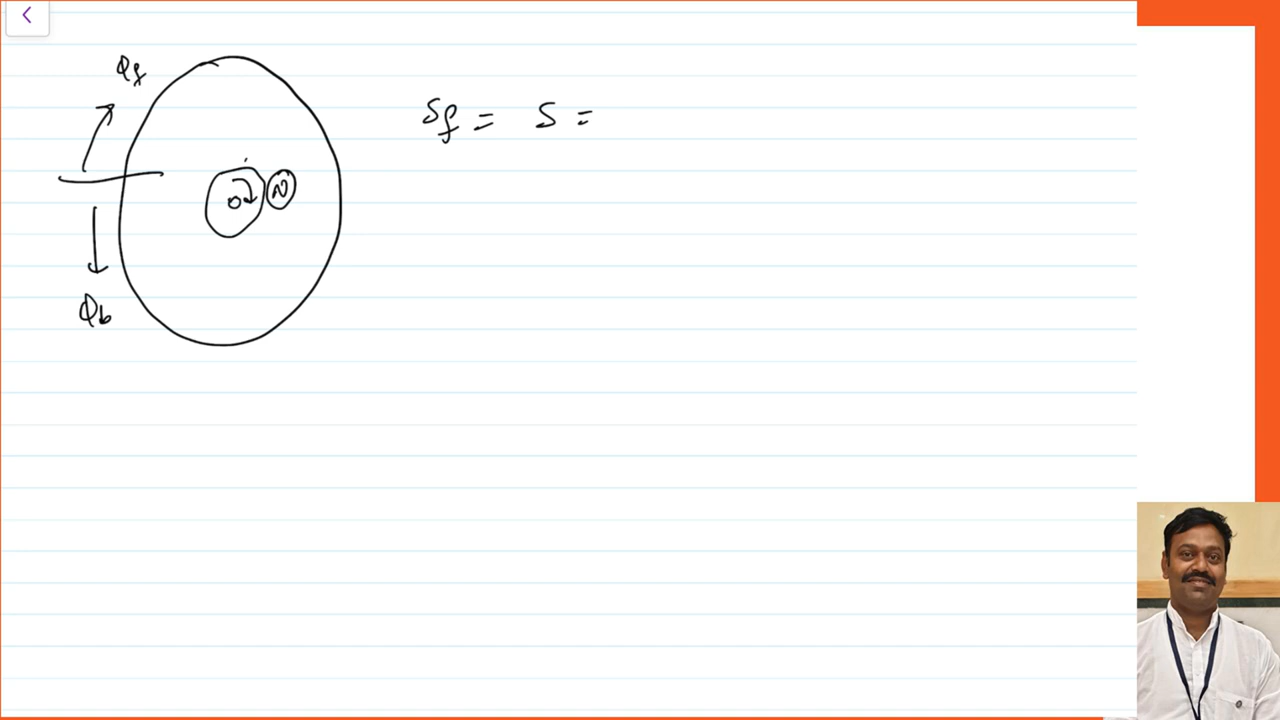 Φf
Sf = S =
N
Φb